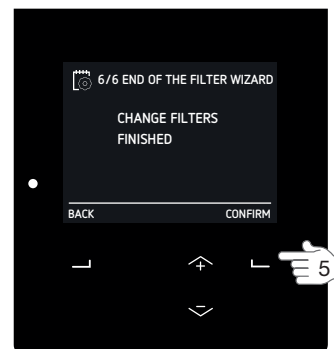 6/6 END OF THE FILTER WIZARD
CHANGE FILTERS
FINISHED
BACK CONFIRM
5